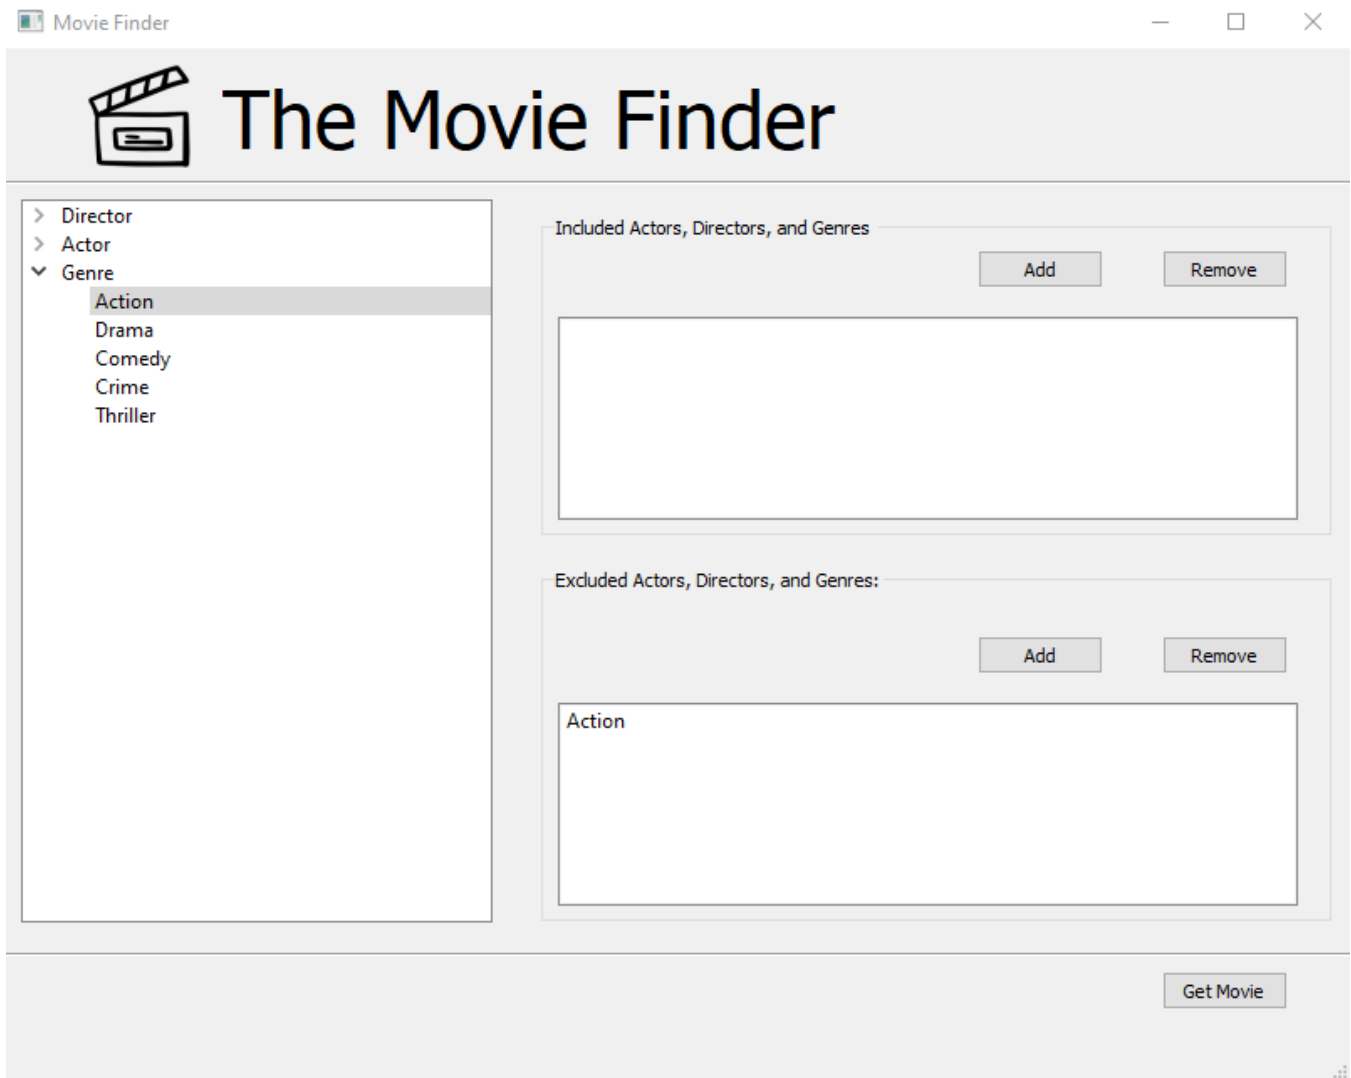 Movie Finder
The Movie Finder
Director
Actor
Genre
Action
Drama
Comedy
Crime
Thriller
Included Actors, Directors, and Genres
Add
Remove
Excluded Actors, Directors, and Genres:
Add
Remove
Action
Get Movie